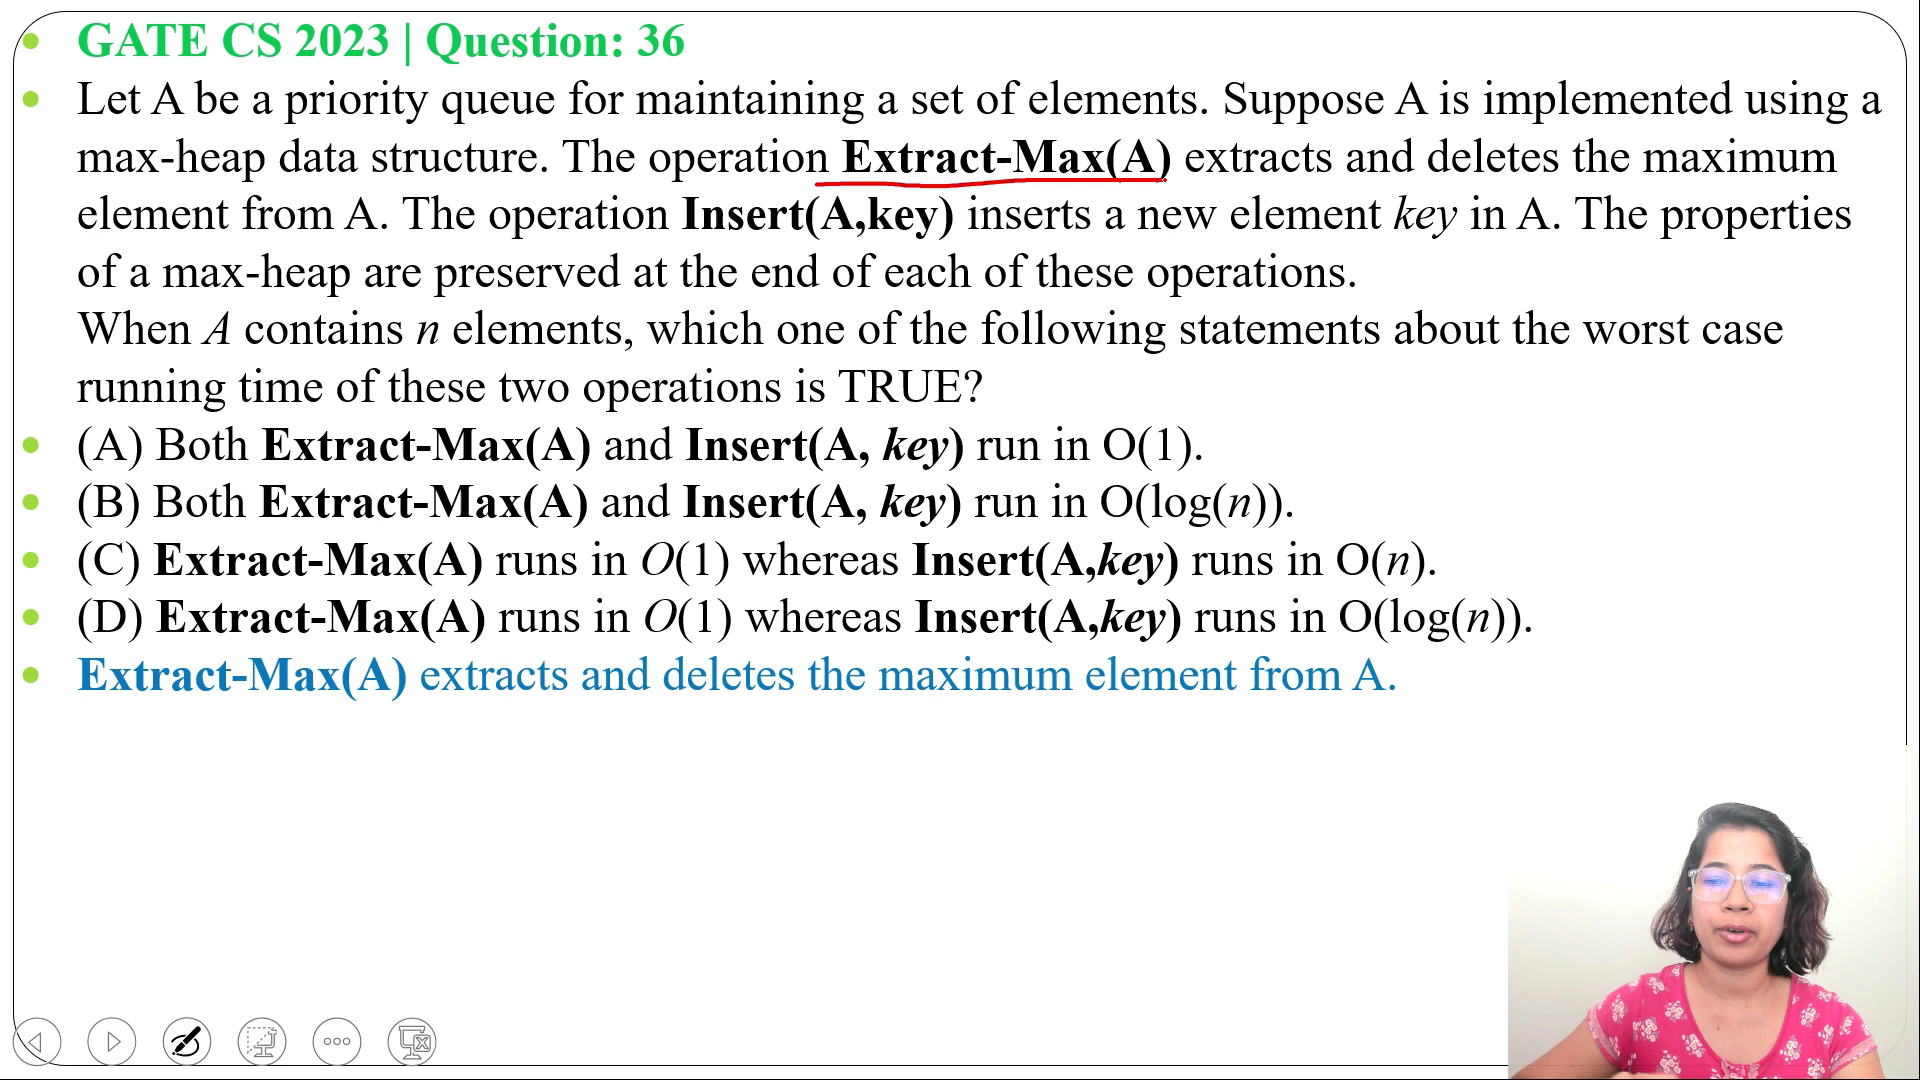 GATE CS 2023 | Question: 36
Let A be a priority queue for maintaining a set of elements. Suppose A is implemented using a
max-heap data structure. The operation Extract-Max(A) extracts and deletes the maximum
element from A. The operation Insert(A,key) inserts a new element key in A. The properties
of a max-heap are preserved at the end of each of these operations.
When A contains n elements, which one of the following statements about the worst case
running time of these two operations is TRUE?
(A) Both Extract-Max(A) and Insert(A, key) run in O(1).
(B) Both Extract-Max(A) and Insert(A, key) run in O(log(n)).
(C) Extract-Max(A) runs in O(1) whereas Insert(A,key) runs in O(n).
(D) Extract-Max(A) runs in O(1) whereas Insert(A,key) runs in O(log(n)).
Extract-Max(A) extracts and deletes the maximum element from A.